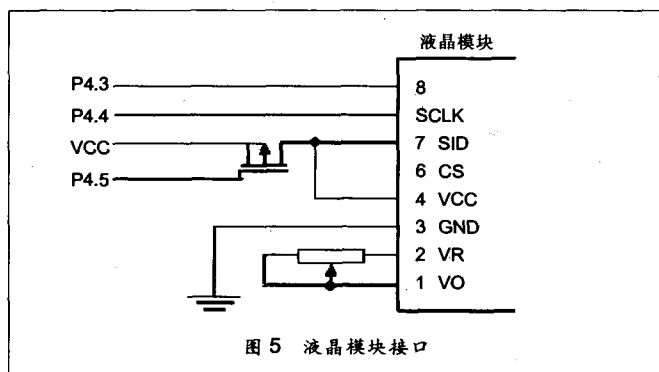 液晶模块
P4.3
P4.4
VCC
P4.5
8
SCLK
7 SID
6 CS
4 VCC
3 GND
2 VR
1 VO
图 5 液晶模块接口